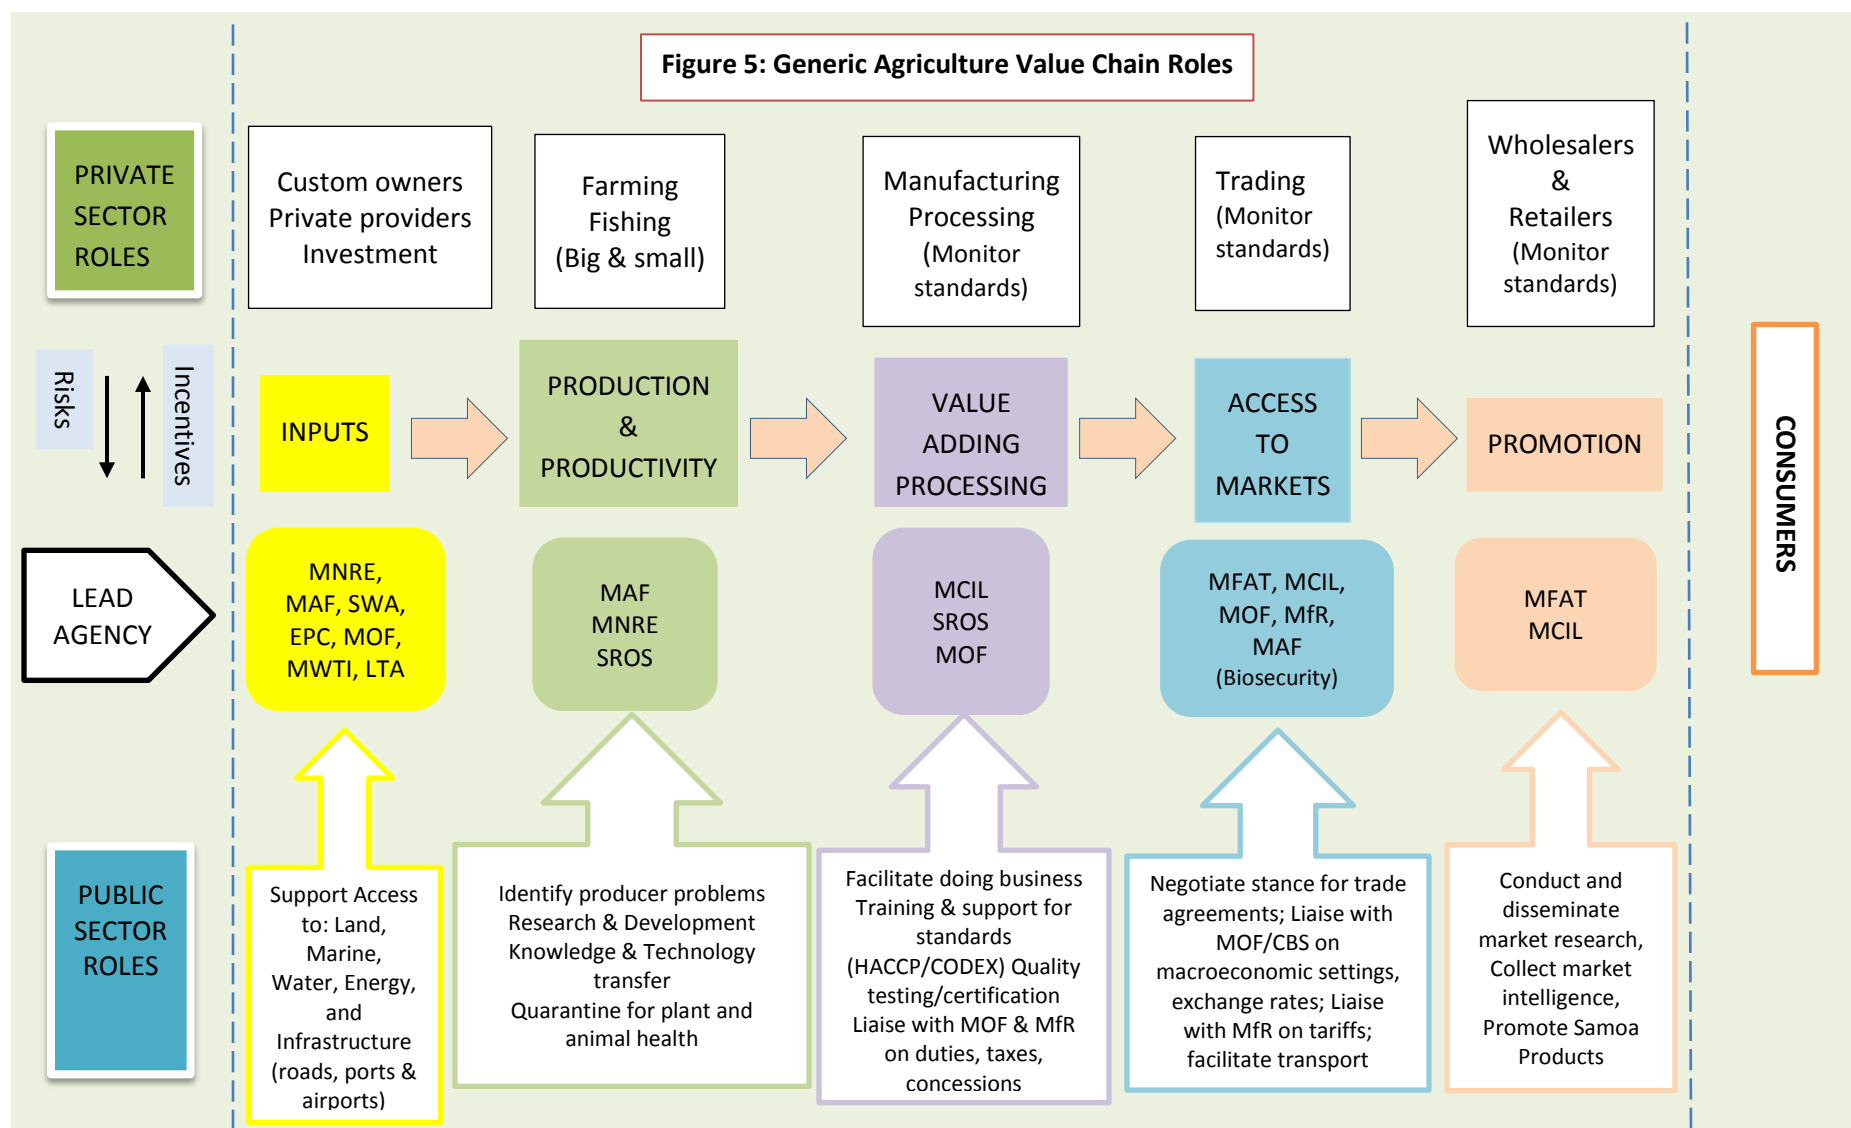 Figure 5: Generic Agriculture Value Chain Roles
PRIVATE
SECTOR
ROLES
Custom owners
Private providers
Investment
Farming
Fishing
(Big & small)
Manufacturing
Processing
(Monitor
standards)
Trading
(Monitor
standards)
Wholesalers
&
Retailers
(Monitor
standards)
Risks
Incentives
INPUTS
PRODUCTION
&
PRODUCTIVITY
VALUE
ADDING
PROCESSING
ACCESS
TO
MARKETS
PROMOTION
CONSUMERS
LEAD
AGENCY
MNRE,
MAF, SWA,
EPC, MOF,
MWTI, LTA
MAF
MNRE
SROS
MCIL
SROS
MOF
MFAT, MCIL,
MOF, MfR,
MAF
(Biosecurity)
MFAT
MCIL
PUBLIC
SECTOR
ROLES
Support Access
to: Land,
Marine,
Water, Energy,
and
Infrastructure
(roads, ports &
airports)
Identify producer problems
Research & Development
Knowledge & Technology
transfer
Quarantine for plant and
animal health
Facilitate doing business
Training & support for
standards
(HACCP/CODEX) Quality
testing/certification
Liaise with MOF & MfR
on duties, taxes,
concessions
Negotiate stance for trade
agreements; Liaise with
MOF/CBS on
macroeconomic settings,
exchange rates; Liaise
with MfR on tariffs;
facilitate transport
Conduct and
disseminate
market research,
Collect market
intelligence,
Promote Samoa
Products